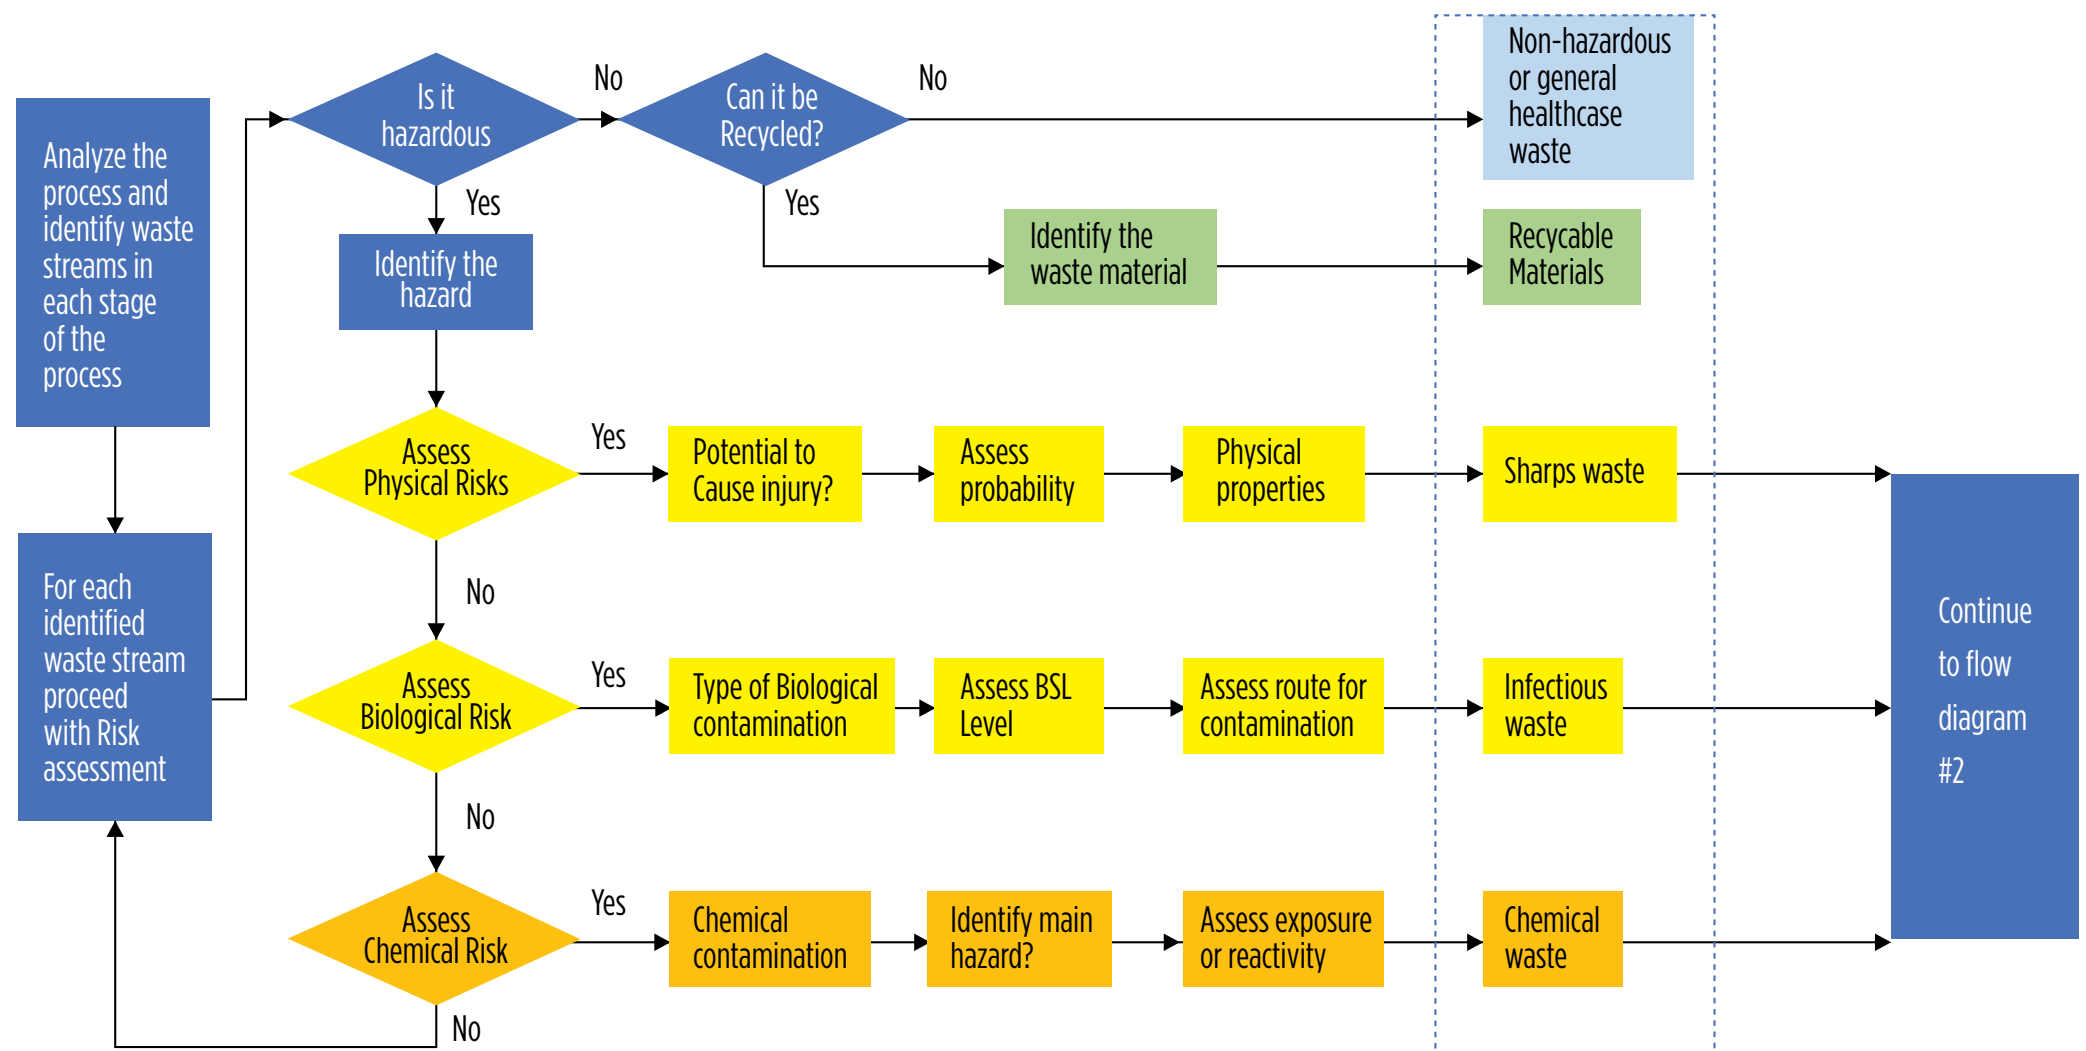 Analyze the
process and
identify waste
streams in
each stage
of the
process
For each
identified
waste stream
proceed
with Risk
assessment
Is it
hazardous
No
Can it be
Recycled?
No
Non-hazardous
or general
healthcase
waste
Yes
Yes
Identify the
hazard
Identify the
waste material
Recycable
Materials
Assess
Physical Risks
Yes
Potential to
Cause injury?
Assess
probability
Physical
properties
Sharps waste
No
Assess
Biological Risk
Yes
Type of Biological
contamination
Assess BSL
Level
Assess route for
contamination
Infectious
waste
No
Assess
Chemical Risk
Yes
Chemical
contamination
Identify main
hazard?
Assess exposure
or reactivity
Chemical
waste
No
Continue
to flow
diagram
#2